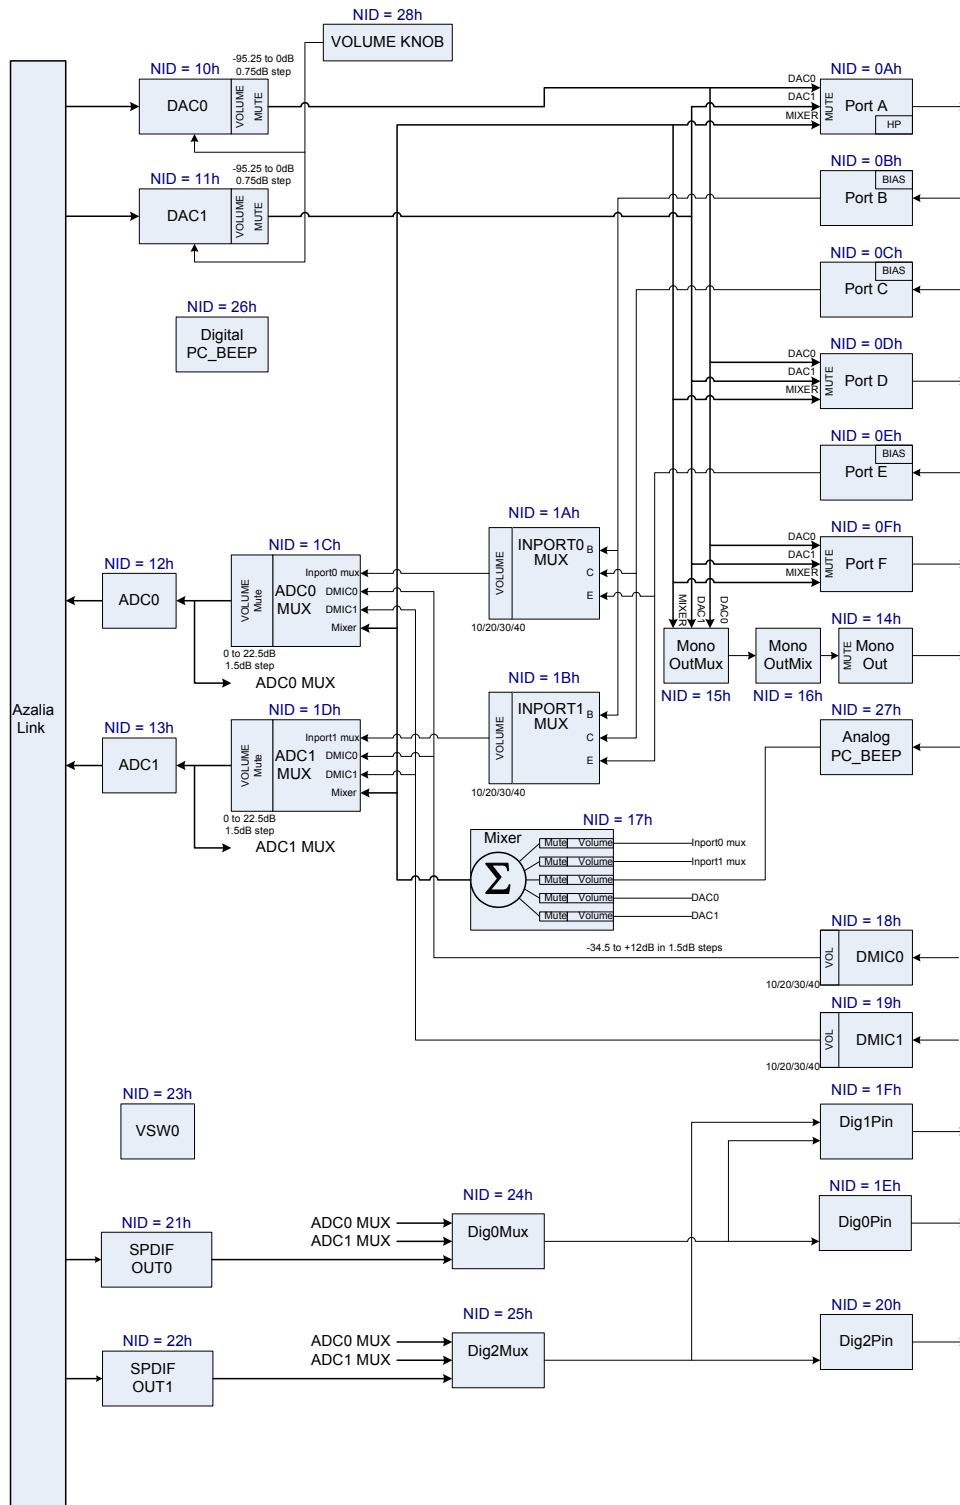 NID = 28h
VOLUME KNOB
NID = 10h
-95.25 to 0dB
0.75dB step
DAC0
VOLUME
MUTE
NID = 0Ah
DAC0
DAC1
MIXER
MUTE
Port A
HP
NID = 11h
-95.25 to 0dB
0.75dB step
DAC1
VOLUME
MUTE
NID = 0Bh
BIAS
Port B
NID = 0Ch
BIAS
Port C
NID = 26h
Digital
PC_BEEP
NID = 0Dh
DAC0
DAC1
MIXER
MUTE
Port D
NID = 0Eh
BIAS
Port E
NID = 1Ah
VOLUME
INPORT0
MUX
B
C
E
10/20/30/40
NID = 0Fh
DAC0
DAC1
MIXER
MUTE
Port F
NID = 12h
ADC0
NID = 1Ch
VOLUME
Mute
ADC0
MUX
Inport0 mux
DMIC0
DMIC1
Mixer
0 to 22.5dB
1.5dB step
ADC0 MUX
MIXER
DAC1
DAC0
Mono
OutMux
NID = 15h
Mono
OutMix
NID = 16h
NID = 14h
MUTE
Mono
Out
Azalia
Link
NID = 13h
ADC1
NID = 1Dh
VOLUME
Mute
ADC1
MUX
Inport1 mux
DMIC0
DMIC1
Mixer
0 to 22.5dB
1.5dB step
ADC1 MUX
NID = 1Bh
VOLUME
INPORT1
MUX
B
C
E
10/20/30/40
NID = 27h
Analog
PC_BEEP
NID = 17h
Mixer
Σ
Mute Volume Inport0 mux
Mute Volume Inport1 mux
Mute Volume
Mute Volume DAC0
Mute Volume DAC1
-34.5 to +12dB in 1.5dB steps
NID = 18h
VOL
DMIC0
10/20/30/40
NID = 19h
VOL
DMIC1
10/20/30/40
NID = 23h
VSW0
NID = 1Fh
Dig1Pin
NID = 1Eh
Dig0Pin
NID = 21h
SPDIF
OUT0
ADC0 MUX
ADC1 MUX
NID = 24h
Dig0Mux
NID = 22h
SPDIF
OUT1
ADC0 MUX
ADC1 MUX
NID = 25h
Dig2Mux
NID = 20h
Dig2Pin